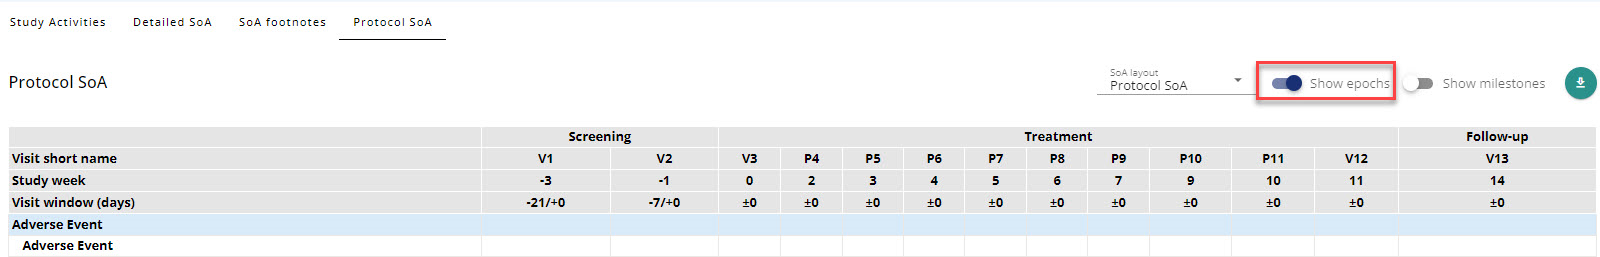 Study Activities Detailed SoA SoA footnotes Protocol SoA
SoA layout
Protocol SoA Protocol SoA Show epochs Show milestones
Screening Treatment Follow-up
Visit short name V1 V2 V3 P4 P5 P6 P7 P8 P9 P10 P11 V12 V13
Study week -3 -1 0 2 3 4 5 6 7 9 10 11 14
Visit window (days) -21/+0 -7/+0 ±0 ±0 ±0 ±0 ±0 ±0 ±0 ±0 ±0 ±0 ±0
Adverse Event
Adverse Event